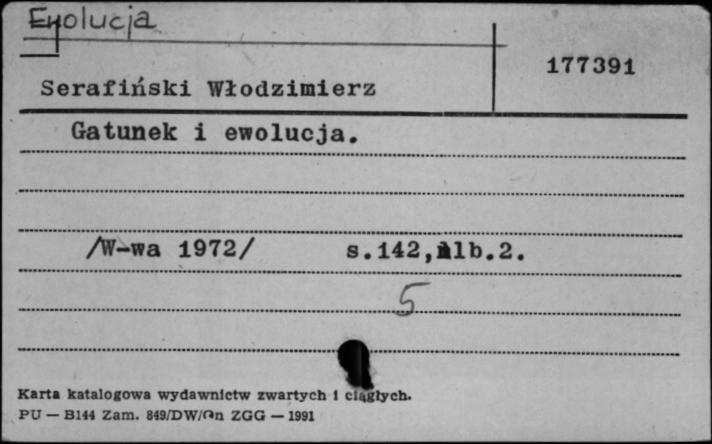 Ewolucja
177391
Serafiński Włodzimierz
Gatunek i ewolucja.
/W-wa 1972/ s.142, nlb.2.
5
Karta katalogowa wydawnictw zwartych i ciągłych.
PU — B144 Zam. 849/DW/On ZGG — 1991